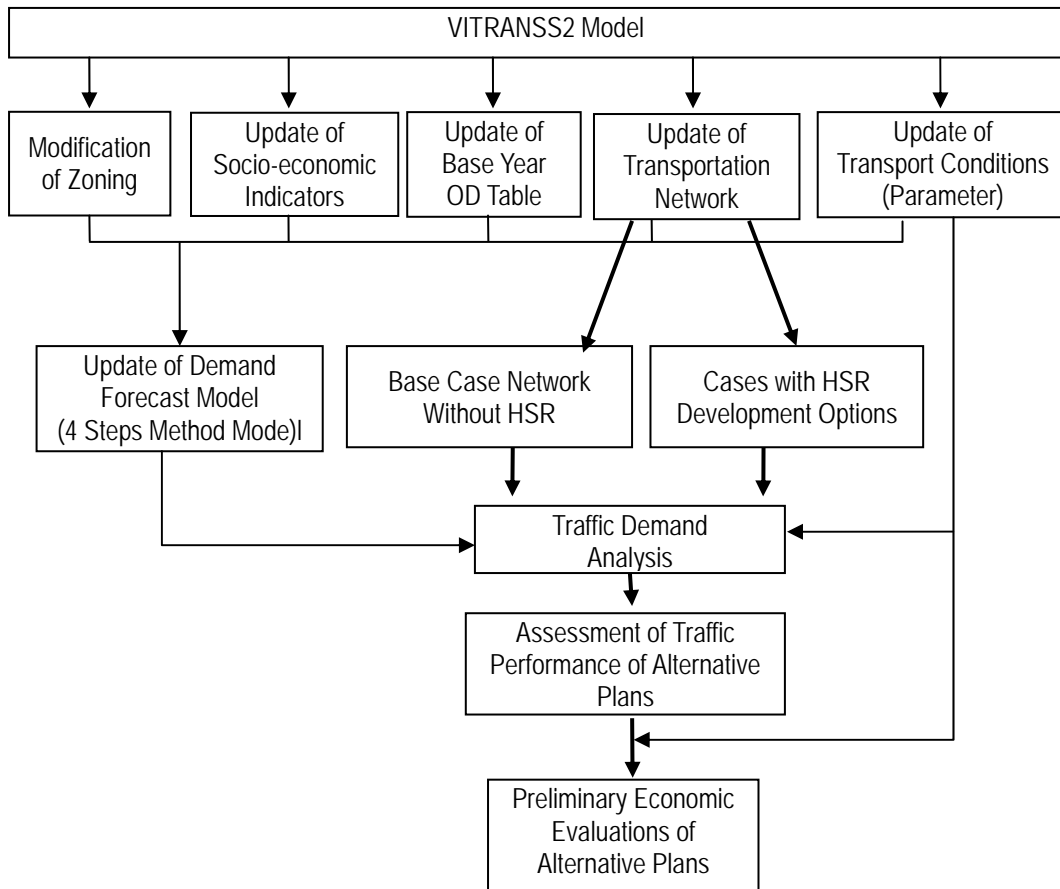 VITRANSS2 Model
Modification
of Zoning
Update of
Socio-economic
Indicators
Update of
Base Year
OD Table
Update of
Transportation
Network
Update of
Transport Conditions
(Parameter)
Update of Demand
Forecast Model
(4 Steps Method Mode)l
Base Case Network
Without HSR
Cases with HSR
Development Options
Traffic Demand
Analysis
Assessment of Traffic
Performance of Alternative
Plans
Preliminary Economic
Evaluations of
Alternative Plans